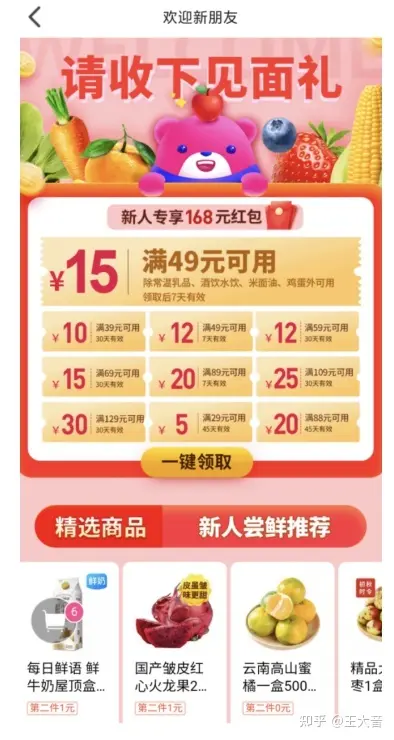 欢迎新朋友
WELCOME
请收下见面礼
新人专享168元红包
¥15
满49元可用
除常温乳品、酒饮水饮、米面油、鸡蛋外可用
领取后7天有效
¥10 满39元可用 30天有效
¥12 满49元可用 7天有效
¥12 满59元可用 30天有效
¥15 满69元可用 30天有效
¥20 满89元可用 7天有效
¥25 满109元可用 30天有效
¥30 满129元可用 30天有效
¥5 满29元可用 45天有效
¥20 满88元可用 45天有效
一键领取
精选商品
新人尝鲜推荐
鲜奶
6
每日鲜语 鲜
牛奶屋顶盒...
第二件1元
皮虽皱
味更甜
国产皱皮红
心火龙果2...
第二件1元
云南高山蜜
橘一盒500...
第二件0元
初秋
时令
精品大
枣1盒
知乎 @王大音